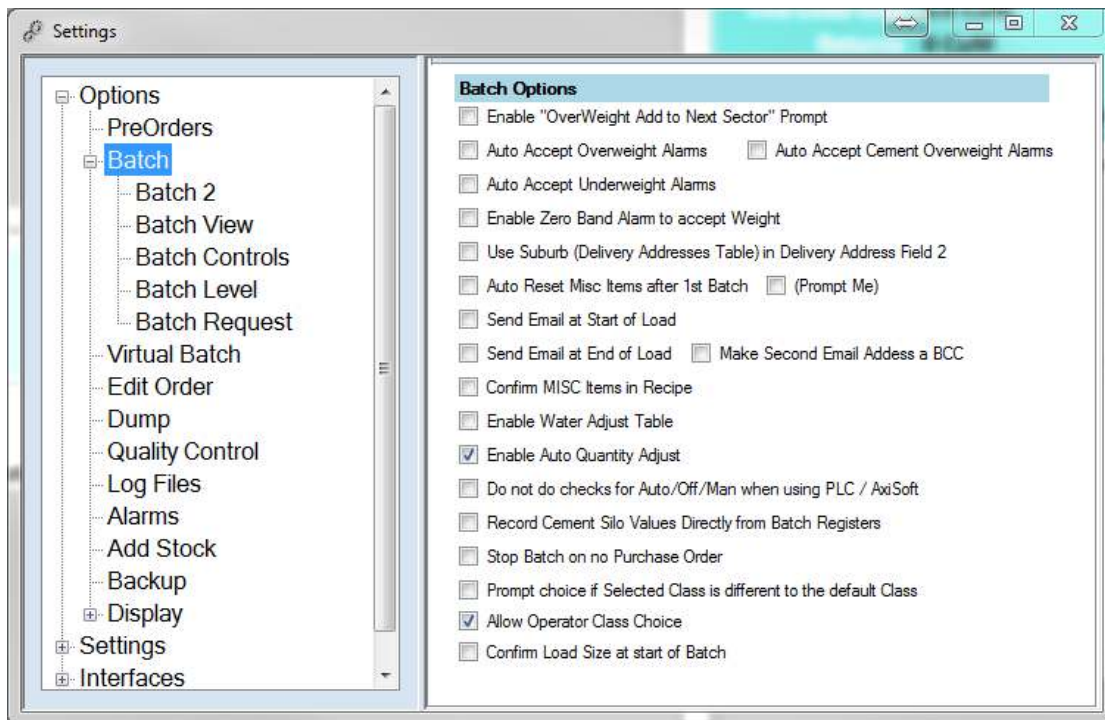 Settings
Options
PreOrders
Batch
Batch 2
Batch View
Batch Controls
Batch Level
Batch Request
Virtual Batch
Edit Order
Dump
Quality Control
Log Files
Alarms
Add Stock
Backup
Display
Settings
Interfaces
Batch Options
Enable "OverWeight Add to Next Sector" Prompt
Auto Accept Overweight Alarms Auto Accept Cement Overweight Alarms
Auto Accept Underweight Alarms
Enable Zero Band Alarm to accept Weight
Use Suburb (Delivery Addresses Table) in Delivery Address Field 2
Auto Reset Misc Items after 1st Batch (Prompt Me)
Send Email at Start of Load
Send Email at End of Load Make Second Email Addess a BCC
Confirm MISC Items in Recipe
Enable Water Adjust Table
Enable Auto Quantity Adjust
Do not do checks for Auto/Off/Man when using PLC / AxiSoft
Record Cement Silo Values Directly from Batch Registers
Stop Batch on no Purchase Order
Prompt choice if Selected Class is different to the default Class
Allow Operator Class Choice
Confirm Load Size at start of Batch